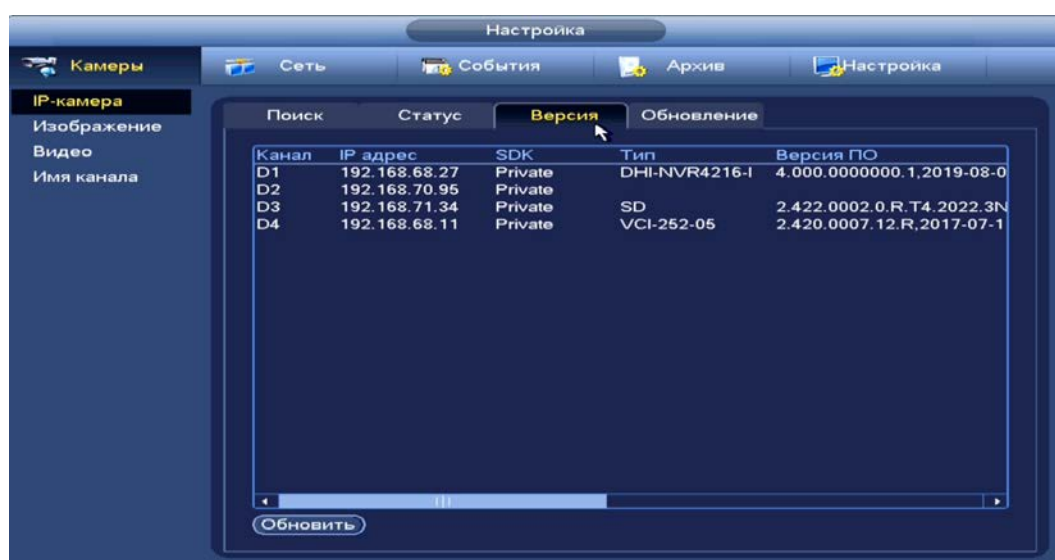 Настройка
Камеры Сеть События Архив Настройка
IP-камера
Изображение
Видео
Имя канала
Поиск Статус Версия Обновление
Канал IP адрес SDK Тип Версия ПО
D1 192.168.68.27 Private DHI-NVR4216-I 4.000.0000000.1,2019-08-0
D2 192.168.70.95 Private
D3 192.168.71.34 Private SD 2.422.0002.0.R.T4.2022.3N
D4 192.168.68.11 Private VCI-252-05 2.420.0007.12.R,2017-07-1
Обновить